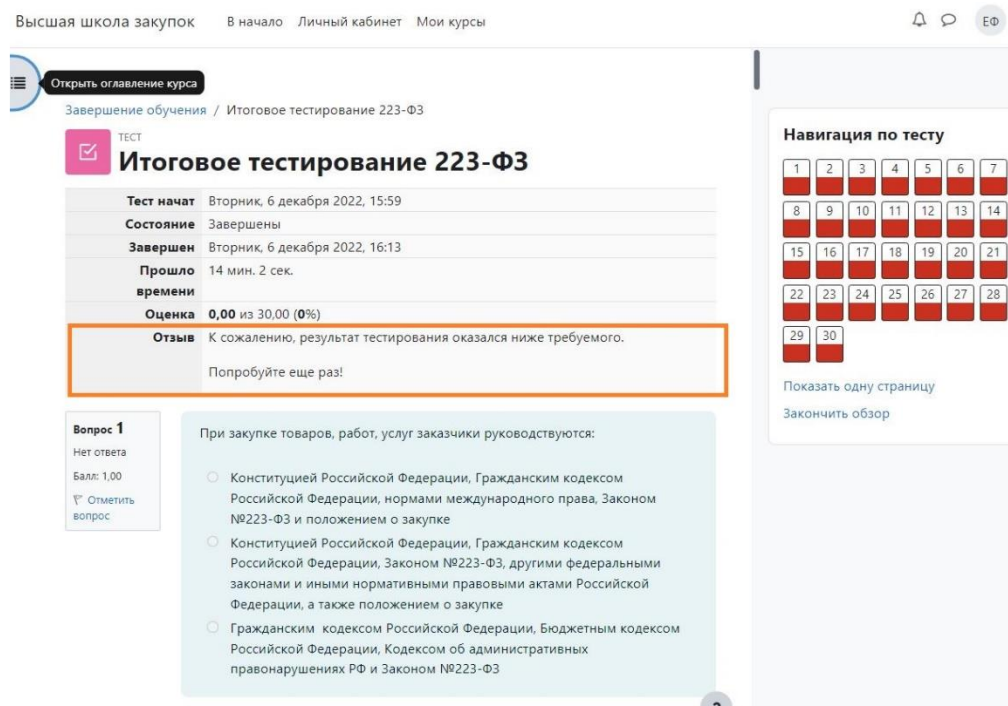 Высшая школа закупок В начало Личный кабинет Мои курсы ЕФ
Открыть оглавление курса
Завершение обучения / Итоговое тестирование 223-ФЗ
ТЕСТ
Итоговое тестирование 223-ФЗ
Тест начат Вторник, 6 декабря 2022, 15:59
Состояние Завершены
Завершен Вторник, 6 декабря 2022, 16:13
Прошло 14 мин. 2 сек.
времени
Оценка 0,00 из 30,00 (0%)
Отзыв К сожалению, результат тестирования оказался ниже требуемого.
Попробуйте еще раз!
Вопрос 1
Нет ответа
Балл: 1,00
Отметить
вопрос
При закупке товаров, работ, услуг заказчики руководствуются:
Конституцией Российской Федерации, Гражданским кодексом
Российской Федерации, нормами международного права, Законом
№223-ФЗ и положением о закупке
Конституцией Российской Федерации, Гражданским кодексом
Российской Федерации, Законом №223-ФЗ, другими федеральными
законами и иными нормативными правовыми актами Российской
Федерации, а также положением о закупке
Гражданским кодексом Российской Федерации, Бюджетным кодексом
Российской Федерации, Кодексом об административных
правонарушениях РФ и Законом №223-ФЗ
Навигация по тесту
1 2 3 4 5 6 7
8 9 10 11 12 13 14
15 16 17 18 19 20 21
22 23 24 25 26 27 28
29 30
Показать одну страницу
Закончить обзор